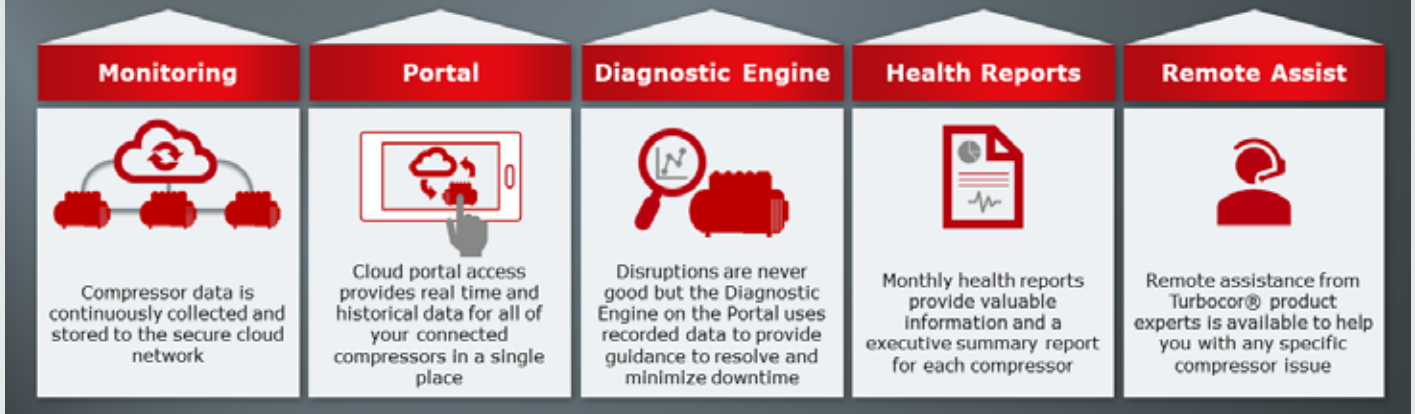 Monitoring
Compressor data is
continuously collected and
stored to the secure cloud
network
Portal
Cloud portal access
provides real time and
historical data for all of
your connected
compressors in a single
place
Diagnostic Engine
Disruptions are never
good but the Diagnostic
Engine on the Portal uses
recorded data to provide
guidance to resolve and
minimize downtime
Health Reports
Monthly health reports
provide valuable
information and a
executive summary report
for each compressor
Remote Assist
Remote assistance from
Turbocor® product
experts is available to help
you with any specific
compressor issue